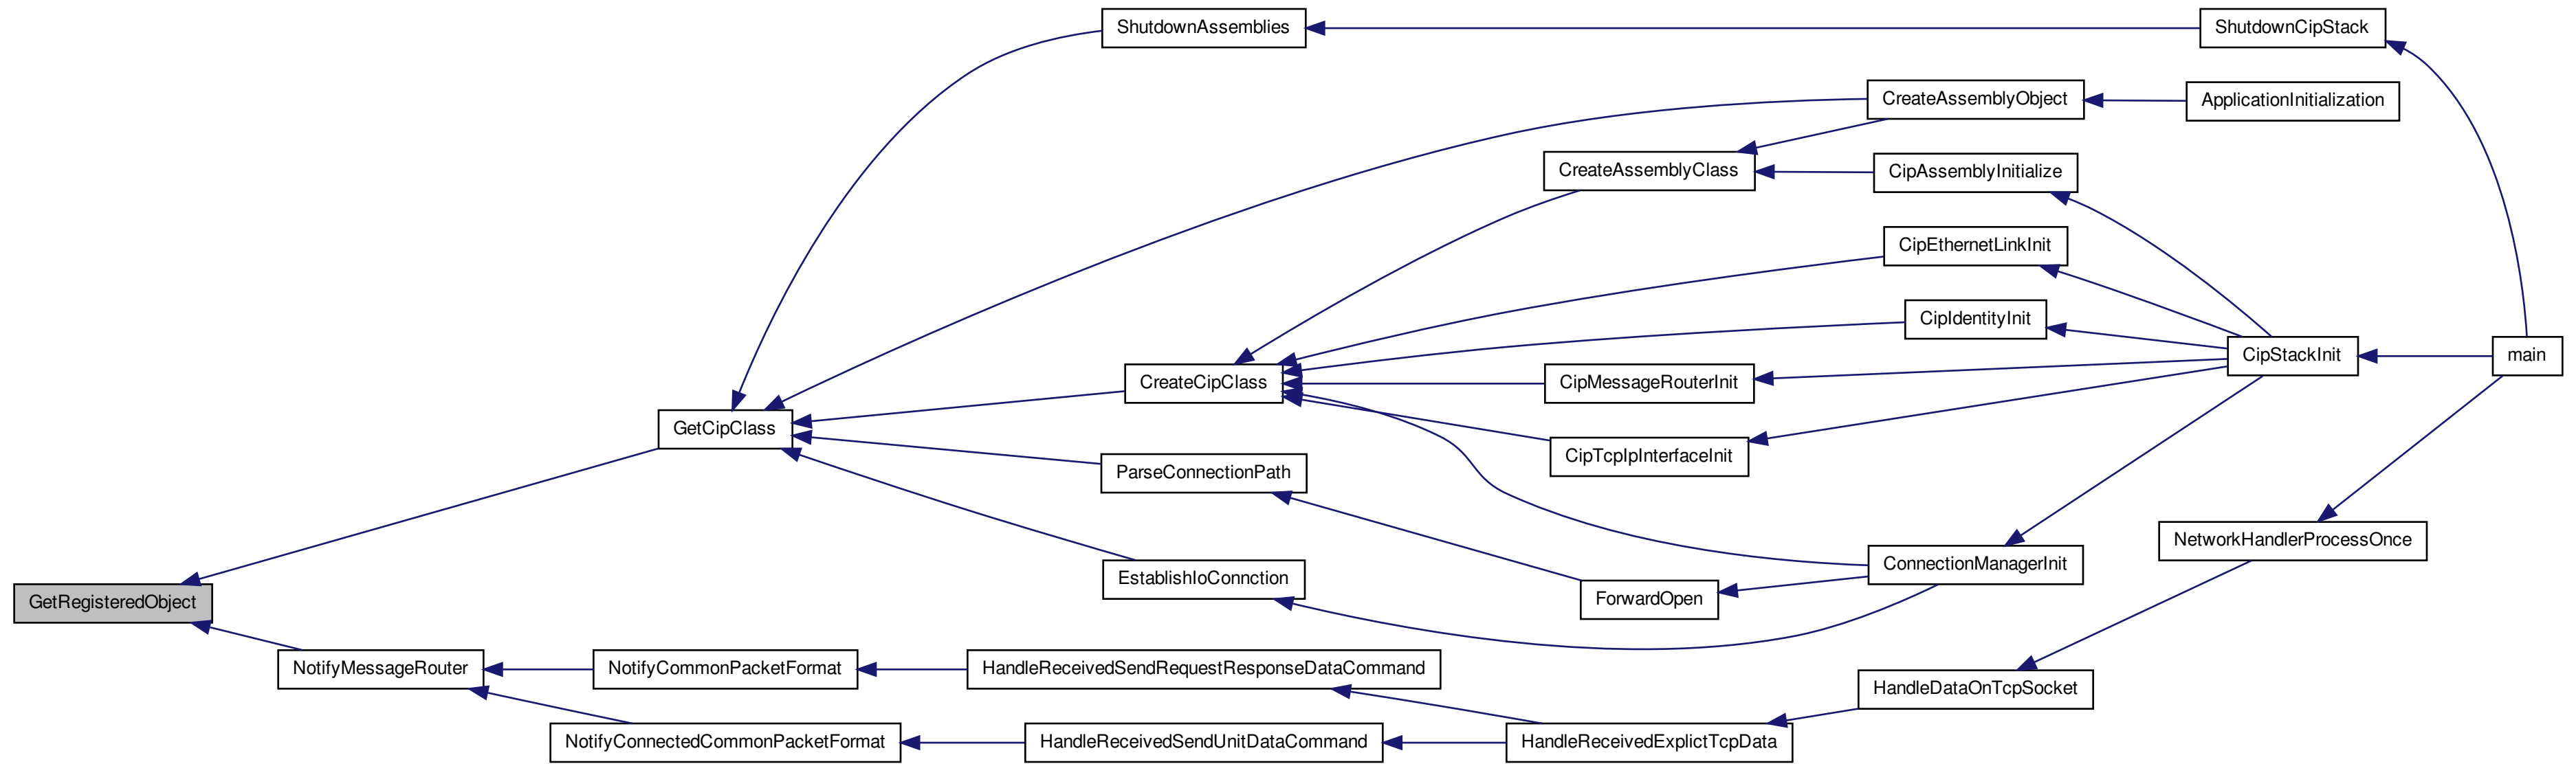 ShutdownAssemblies
ShutdownCipStack
CreateAssemblyObject
ApplicationInitialization
CreateAssemblyClass
CipAssemblyInitialize
CipEthernetLinkInit
CipIdentityInit
CipStackInit
main
CreateCipClass
CipMessageRouterInit
GetCipClass
CipTcpIpInterfaceInit
ParseConnectionPath
NetworkHandlerProcessOnce
EstablishIoConnction
ConnectionManagerInit
GetRegisteredObject
ForwardOpen
NotifyMessageRouter
NotifyCommonPacketFormat
HandleReceivedSendRequestResponseDataCommand
HandleDataOnTcpSocket
NotifyConnectedCommonPacketFormat
HandleReceivedSendUnitDataCommand
HandleReceivedExplictTcpData